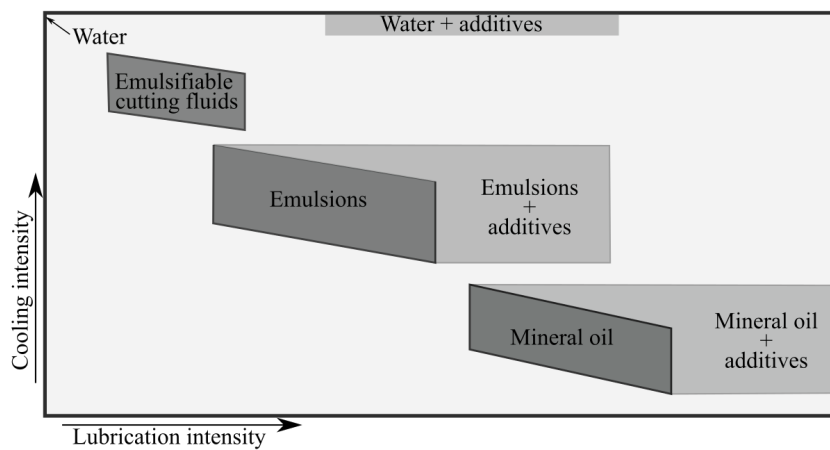 Water + additives
Water
Emulsifiable
cutting fluids
Emulsions
Emulsions
+
additives
Mineral oil
Mineral oil
+
additives
Cooling intensity
Lubrication intensity